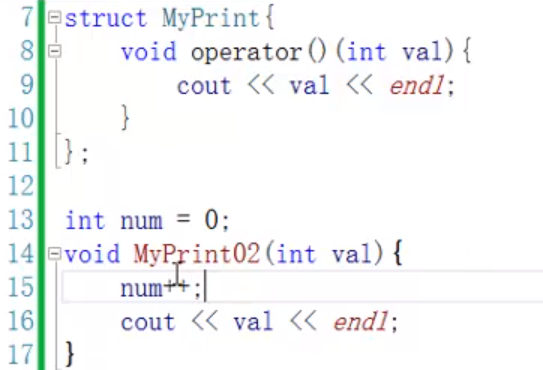 7 struct MyPrint{
8 void operator()(int val){
9 cout << val << endl;
10 }
11 };
12
13 int num = 0;
14 void MyPrint02(int val){
15 num++;
16 cout << val << endl;
17 }